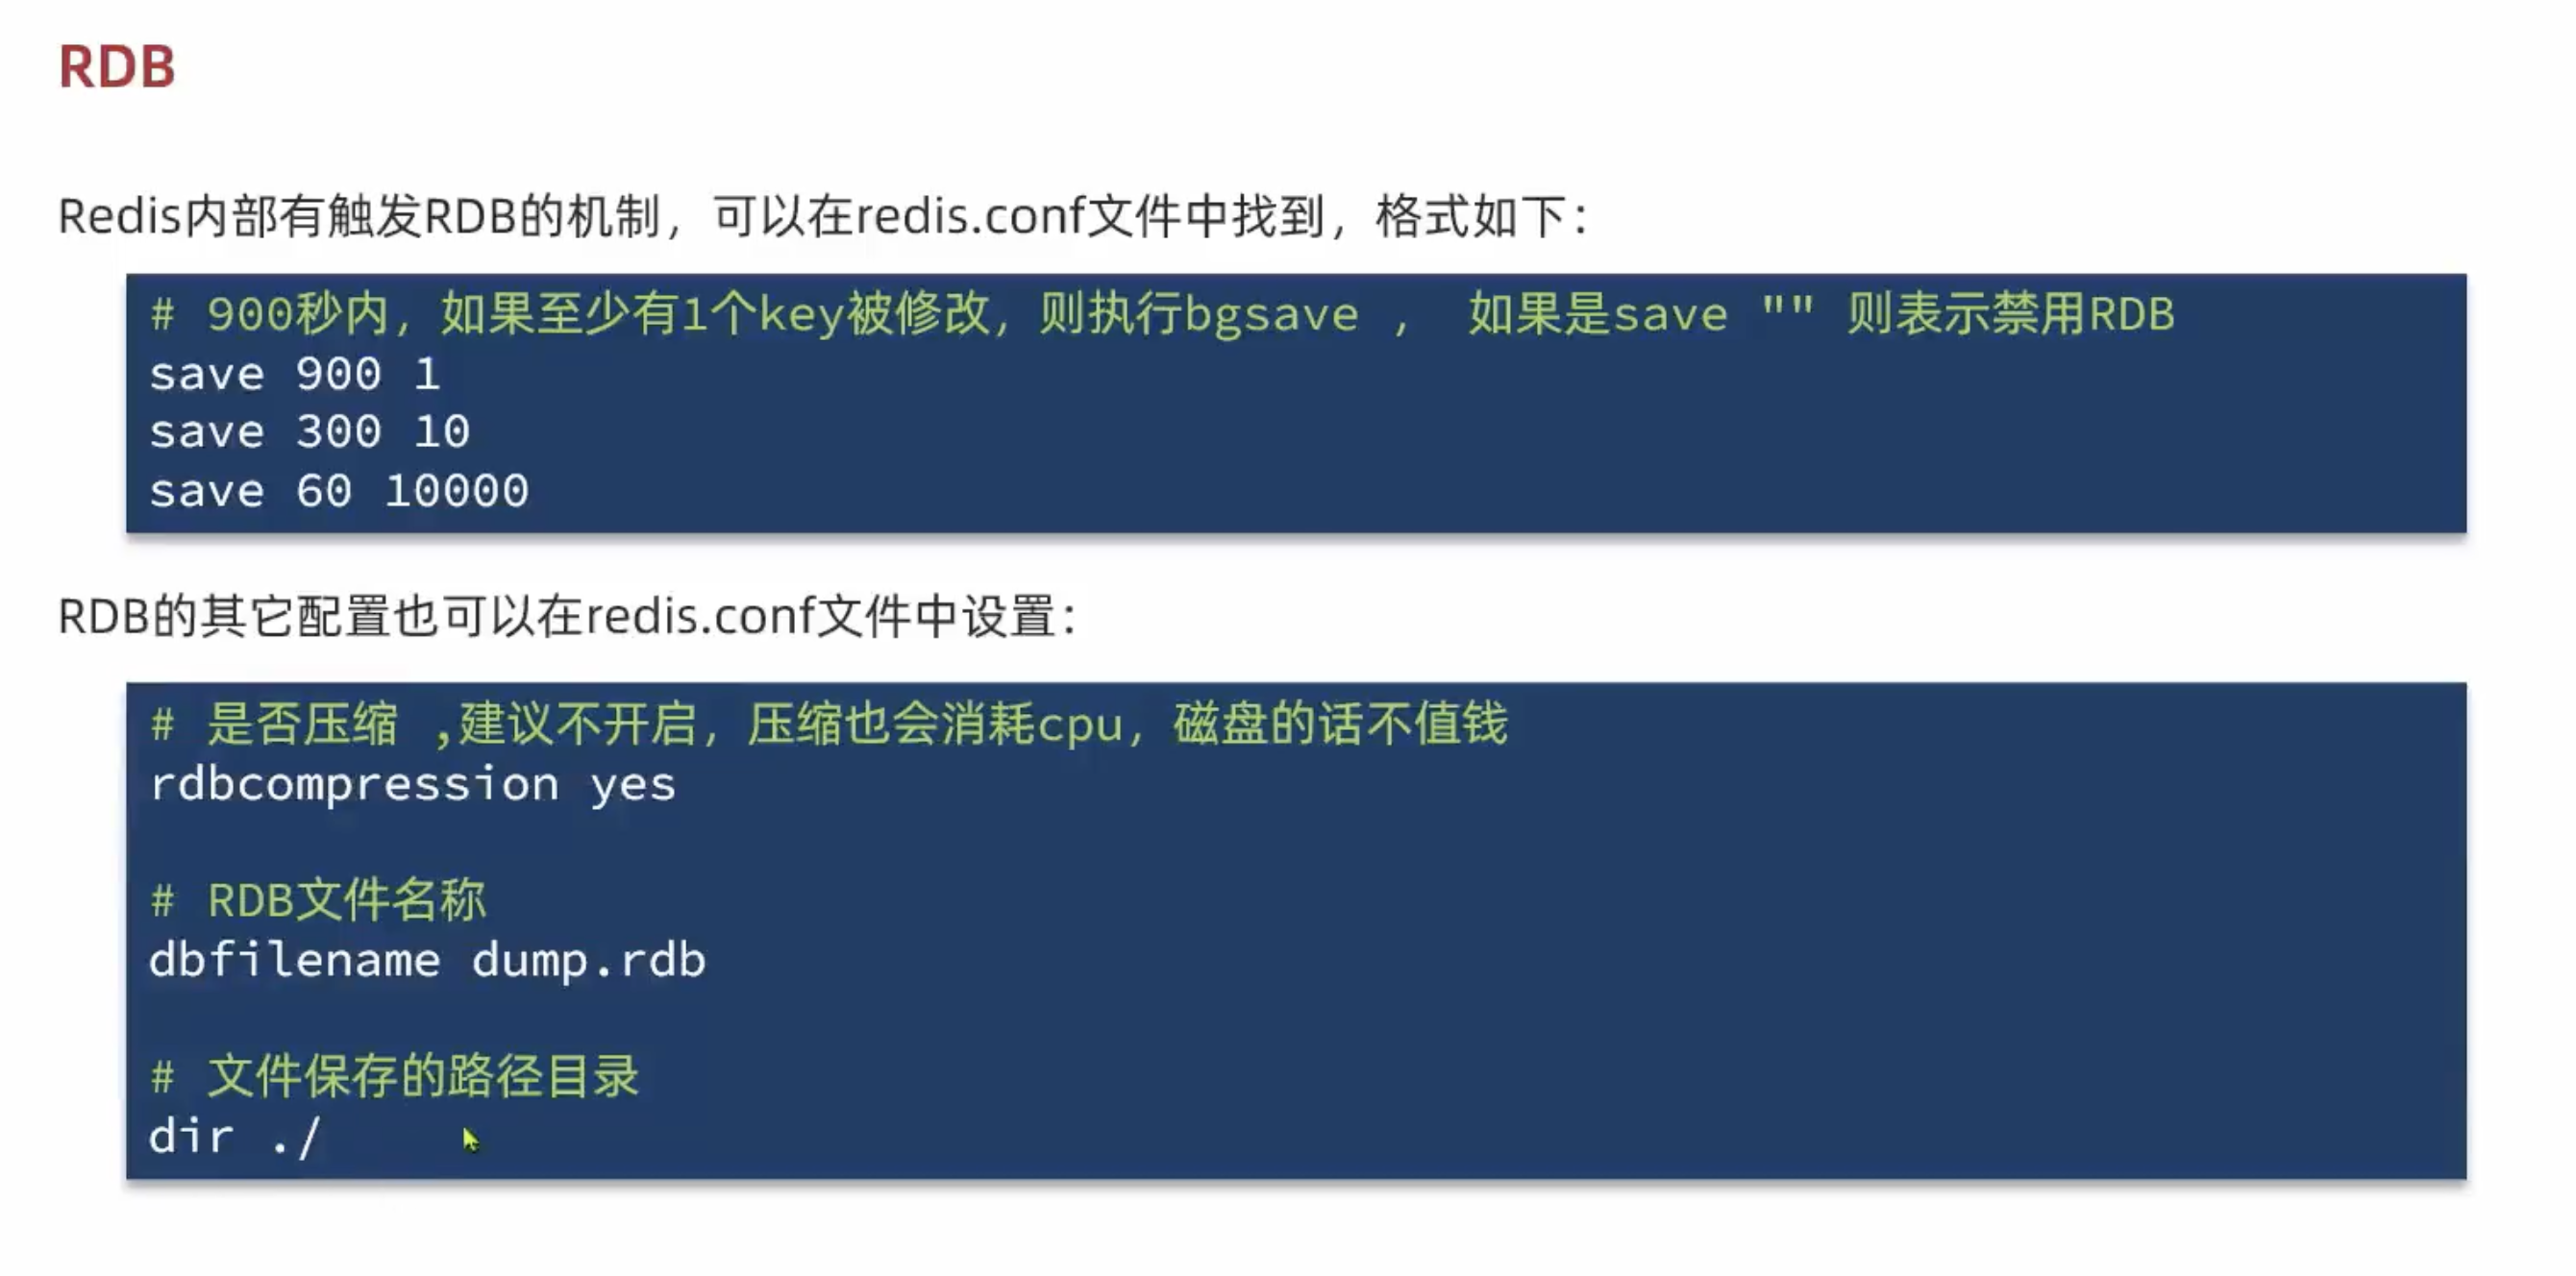 RDB
Redis内部有触发RDB的机制，可以在redis.conf文件中找到，格式如下：
# 900秒内，如果至少有1个key被修改，则执行bgsave ， 如果是save "" 则表示禁用RDB
save 900 1
save 300 10
save 60 10000
RDB的其它配置也可以在redis.conf文件中设置：
# 是否压缩 ,建议不开启，压缩也会消耗cpu，磁盘的话不值钱
rdbcompression yes
# RDB文件名称
dbfilename dump.rdb
# 文件保存的路径目录
dir ./